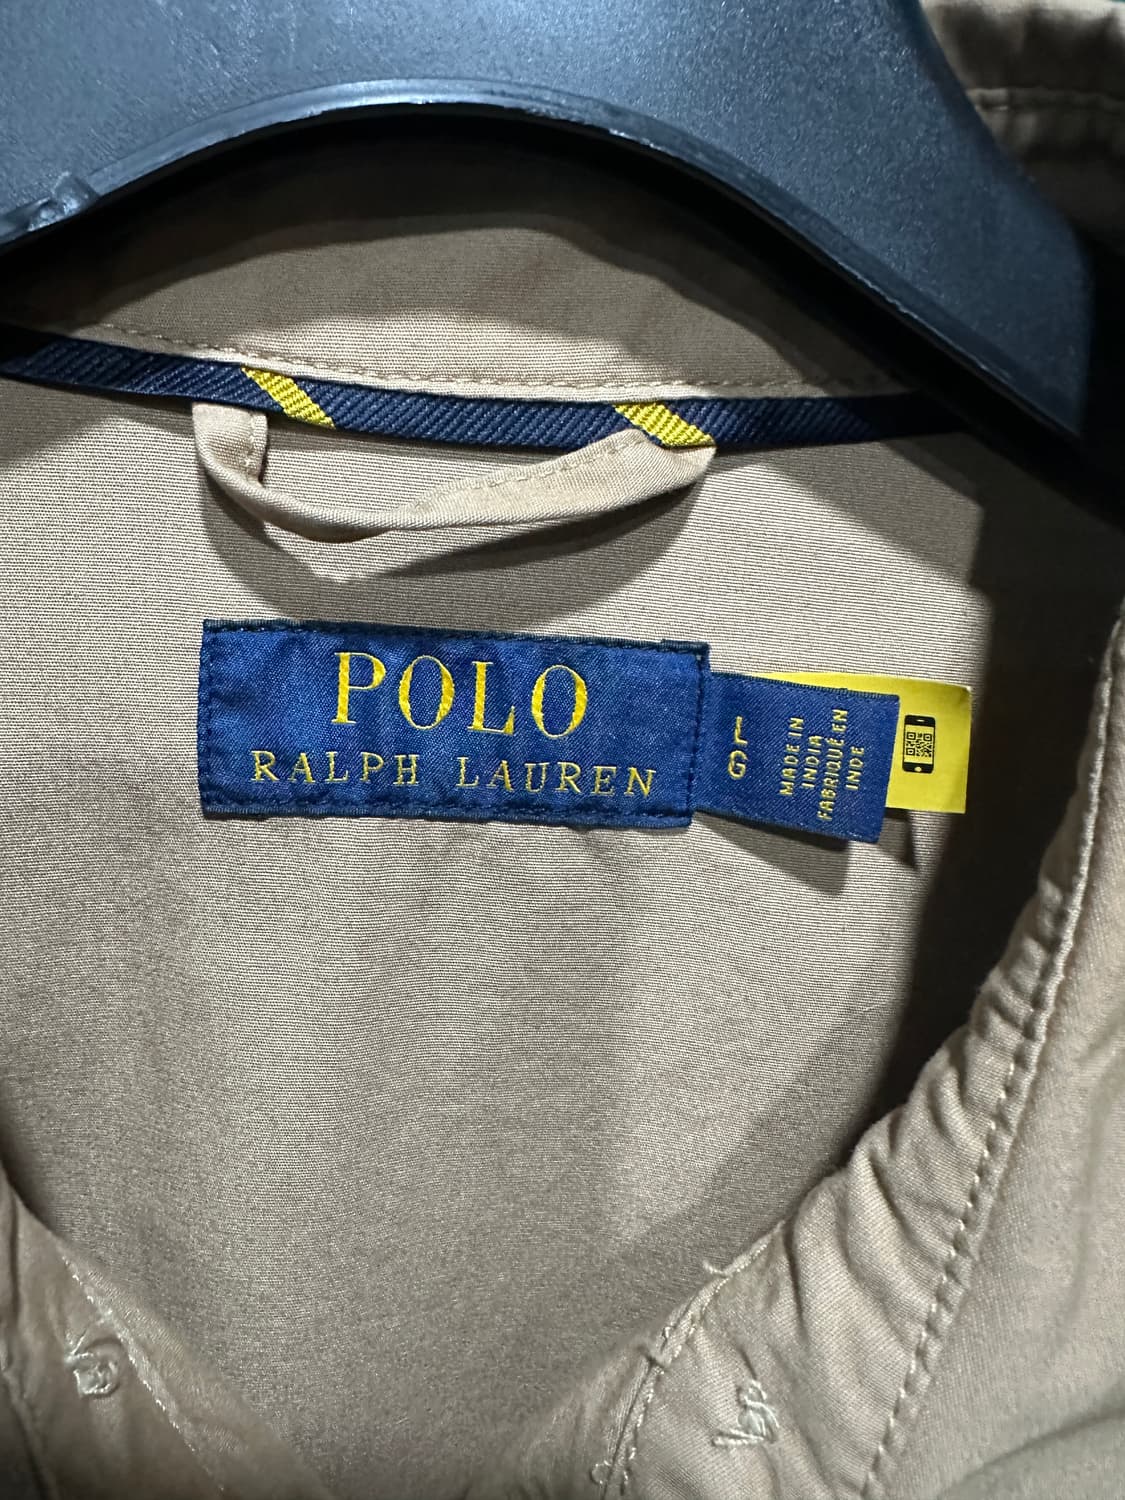 POLO
RALPH LAUREN
L
G
MADE IN
INDIA
FABRIQUÉ EN
INDE